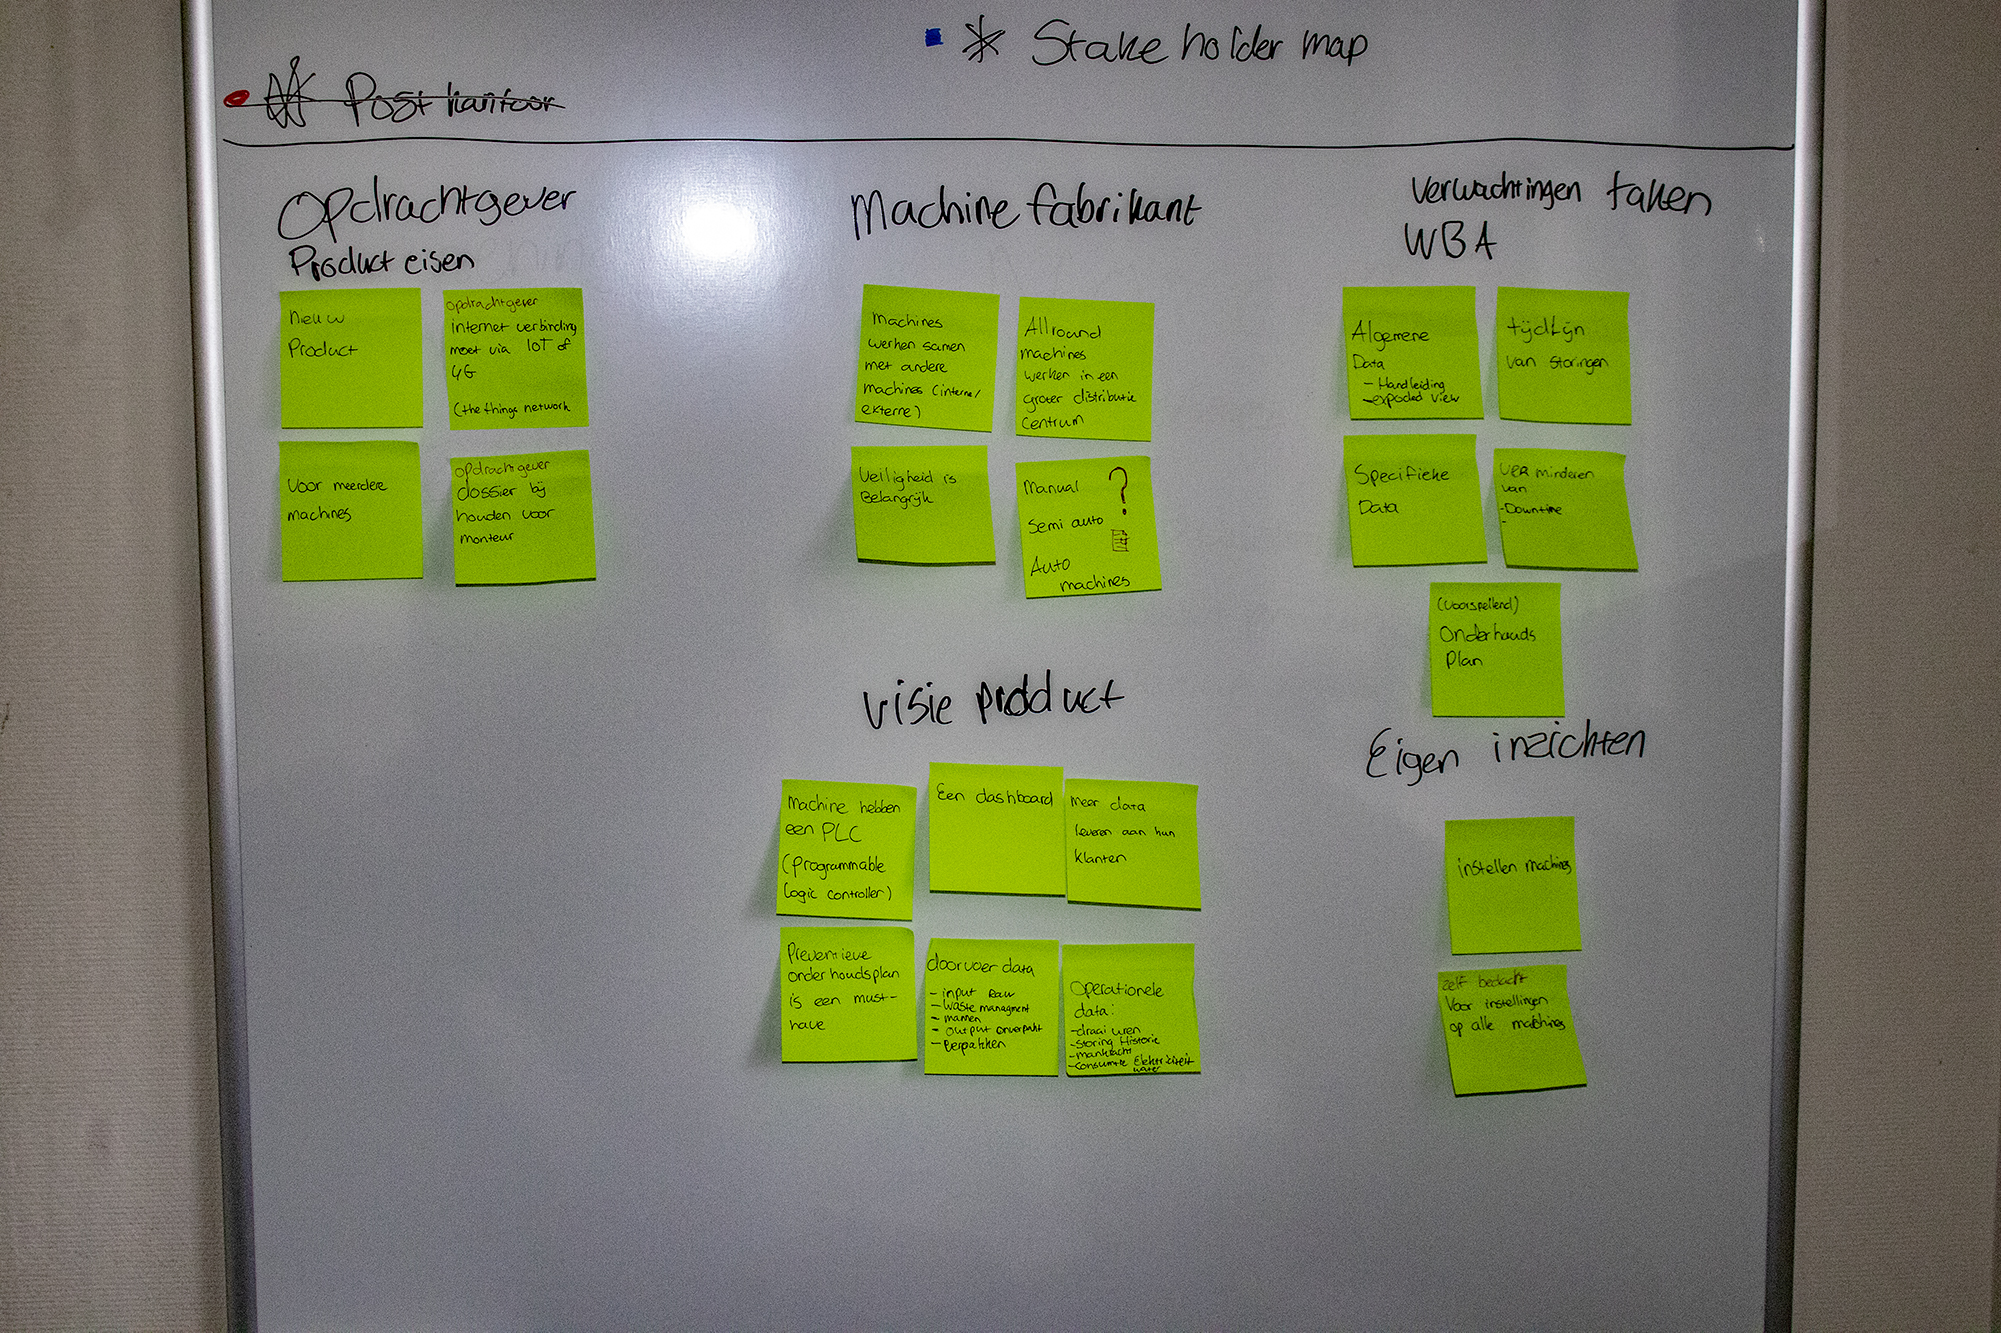 * Stake holder map
Postkantoor
Opdrachtgever
Product eisen
Nieuw
Product
opdrachtgever
internet verbinding
moet via IoT of
4G
(the things network
Voor meerdere
machines
opdrachtgever
dossier bij
houden voor
monteur
Machine fabrikant
Machines
werken samen
met andere
machines (interne/
externe)
Allround
machines
werken in een
groter distributie
Centrum
Veiligheid is
Belangrijk
Manual ?
Semi auto
Auto
machines
Verwachtingen taken
WBA
Algemene
Data
- Handleiding
- expoded view
tijdLijn
van storingen
Specifieke
Data
VERminderen
van
- Downtime
-
(voorspellend)
Onderhouds
Plan
Visie product
Machine hebben
een PLC
(Programmable
Logic controller)
Een dashboard
Meer data
leveren aan hun
Klanten
Preventieve
onderhoudsplan
is een must-
have
doorvoer data
- input Raw
- Waste managment
- mannen
- output onverpakt
- Verpakken
Operationele
data:
- draai uren
- Storing Historie
- mankracht
- Consumtie Elektriciteit
water
Eigen inzichten
instellen machines
zelf bedacht
Voor instellingen
op alle machines